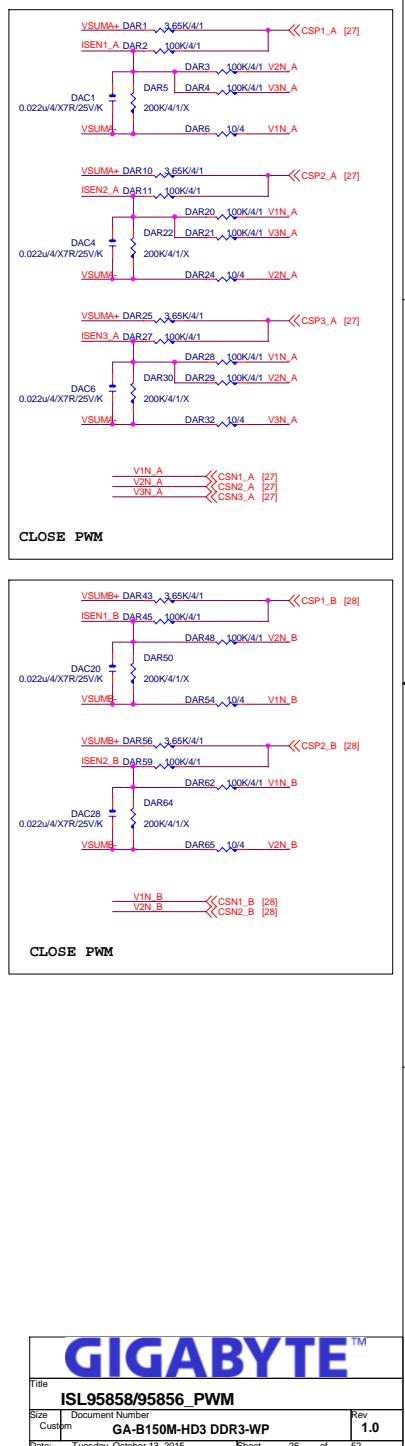 VSUMA+ DAR1 3.65K/4/1 CSP1_A [27]
ISEN1_A DAR2 100K/4/1
DAR3 100K/4/1 V2N_A
DAC1 DAR5 DAR4 100K/4/1 V3N_A
0.022u/4/X7R/25V/K 200K/4/1/X
VSUMA- DAR6 10/4 V1N_A
VSUMA+ DAR10 3.65K/4/1 CSP2_A [27]
ISEN2_A DAR11 100K/4/1
DAR20 100K/4/1 V1N_A
DAC4 DAR22 DAR21 100K/4/1 V3N_A
0.022u/4/X7R/25V/K 200K/4/1/X
VSUMA- DAR24 10/4 V2N_A
VSUMA+ DAR25 3.65K/4/1 CSP3_A [27]
ISEN3_A DAR27 100K/4/1
DAR28 100K/4/1 V1N_A
DAC6 DAR30 DAR29 100K/4/1 V2N_A
0.022u/4/X7R/25V/K 200K/4/1/X
VSUMA- DAR32 10/4 V3N_A
V1N_A CSN1_A [27]
V2N_A CSN2_A [27]
V3N_A CSN3_A [27]
CLOSE PWM
VSUMB+ DAR43 3.65K/4/1 CSP1_B [28]
ISEN1_B DAR45 100K/4/1
DAR48 100K/4/1 V2N_B
DAC20 DAR50
0.022u/4/X7R/25V/K 200K/4/1/X
VSUMB- DAR54 10/4 V1N_B
VSUMB+ DAR56 3.65K/4/1 CSP2_B [28]
ISEN2_B DAR59 100K/4/1
DAR62 100K/4/1 V1N_B
DAC28 DAR64
0.022u/4/X7R/25V/K 200K/4/1/X
VSUMB- DAR65 10/4 V2N_B
V1N_B CSN1_B [28]
V2N_B CSN2_B [28]
CLOSE PWM
GIGABYTE™
Title
ISL95858/95856_PWM
Size Document Number Rev
Custom GA-B150M-HD3 DDR3-WP 1.0
Date: Tuesday, October 13, 2015 Sheet 26 of 52